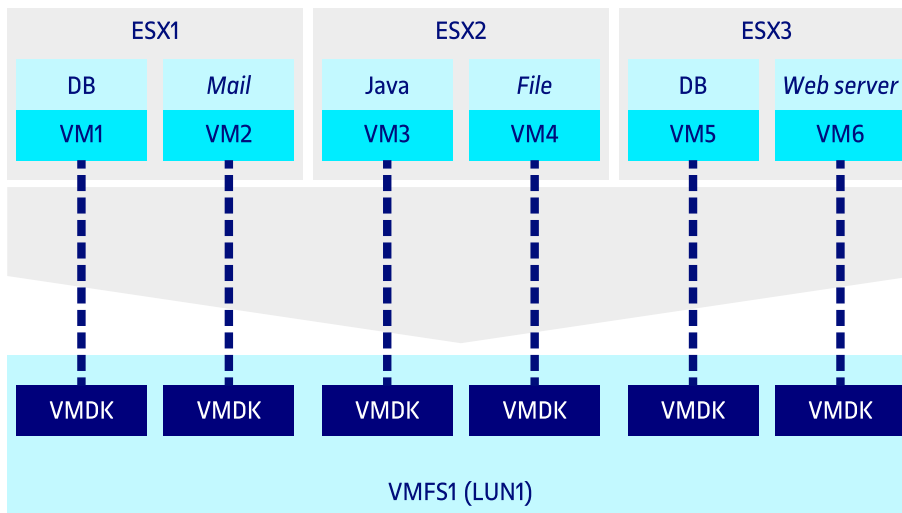 ESX1 ESX2 ESX3
DB Mail Java File DB Web server
VM1 VM2 VM3 VM4 VM5 VM6
VMDK VMDK VMDK VMDK VMDK VMDK
VMFS1 (LUN1)